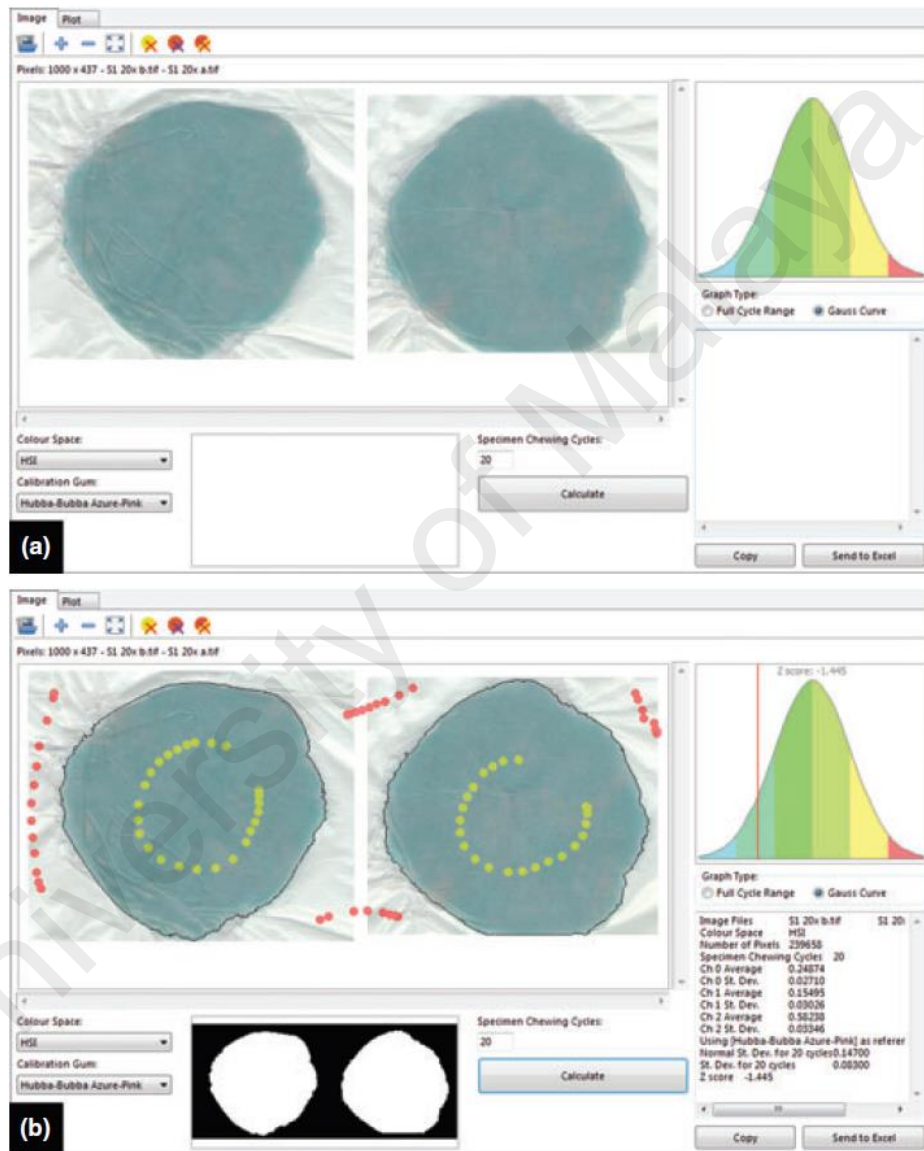 Image Plot
Pixels: 1000 x 437 - S1 20x b.tif - S1 20x a.tif
Graph Type:
Full Cycle Range Gauss Curve
Colour Space:
HSI
Calibration Gum:
Hubba-Bubba Azure-Pink
Specimen Chewing Cycles:
20
Calculate
Copy Send to Excel
(a)
Image Plot
Pixels: 1000 x 437 - S1 20x b.tif - S1 20x a.tif
Z score: -1.445
Graph Type:
Full Cycle Range Gauss Curve
Image Files S1 20x b.tif S1 20
Colour Space HSI
Number of Pixels 239658
Specimen Chewing Cycles 20
Ch 0 Average 0.24874
Ch 0 St. Dev. 0.02710
Ch 1 Average 0.15495
Ch 1 St. Dev. 0.03026
Ch 2 Average 0.58238
Ch 2 St. Dev. 0.03346
Using [Hubba-Bubba Azure-Pink] as referer
Normal St. Dev. for 20 cycles0.14700
St. Dev. for 20 cycles 0.08300
Z score -1.445
Colour Space:
HSI
Calibration Gum:
Hubba-Bubba Azure-Pink
Specimen Chewing Cycles:
20
Calculate
Copy Send to Excel
(b)
University of Malaya